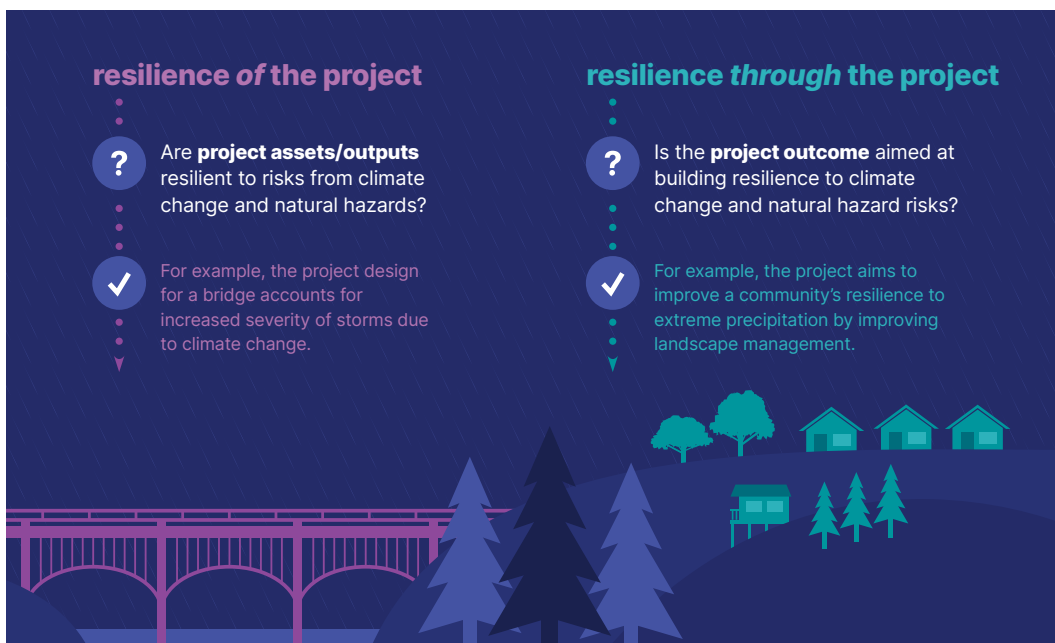 resilience of the project
?
Are project assets/outputs
resilient to risks from climate
change and natural hazards?
For example, the project design
for a bridge accounts for
increased severity of storms due
to climate change.
resilience through the project
?
Is the project outcome aimed at
building resilience to climate
change and natural hazard risks?
For example, the project aims to
improve a community’s resilience to
extreme precipitation by improving
landscape management.